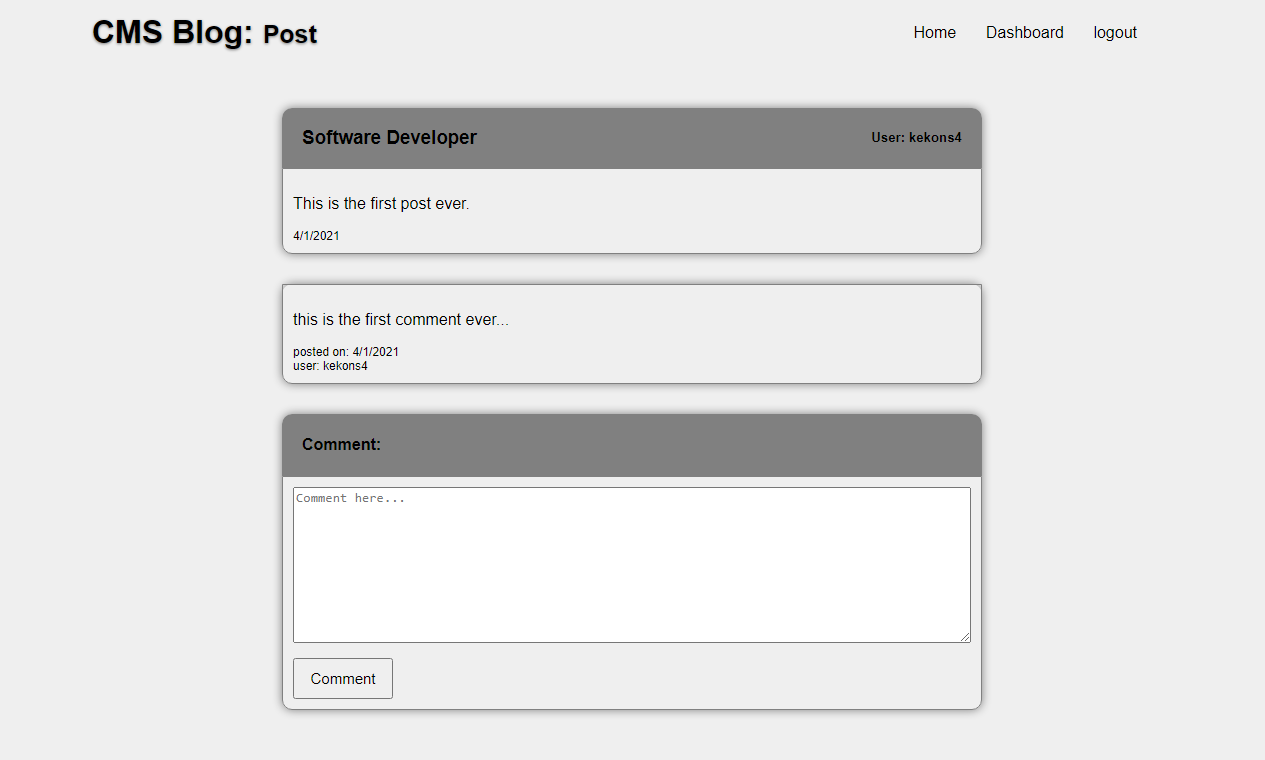 CMS Blog: Post
Home Dashboard logout
Software Developer
User: kekons4
This is the first post ever.
4/1/2021
this is the first comment ever...
posted on: 4/1/2021
user: kekons4
Comment:
Comment here...
Comment